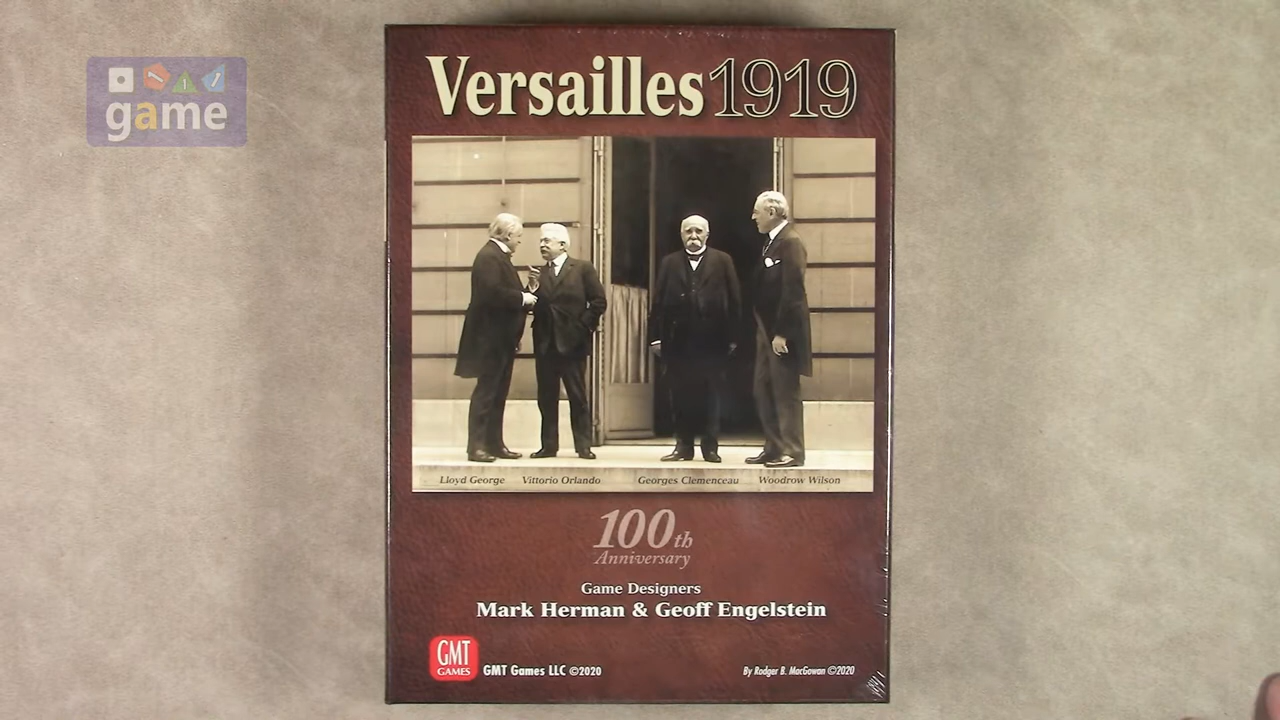 game
Versailles 1919
Lloyd George Vittorio Orlando Georges Clemenceau Woodrow Wilson
100th
Anniversary
Game Designers
Mark Herman & Geoff Engelstein
GMT
GAMES
GMT Games LLC ©2020
By Rodger B. MacGowan ©2020